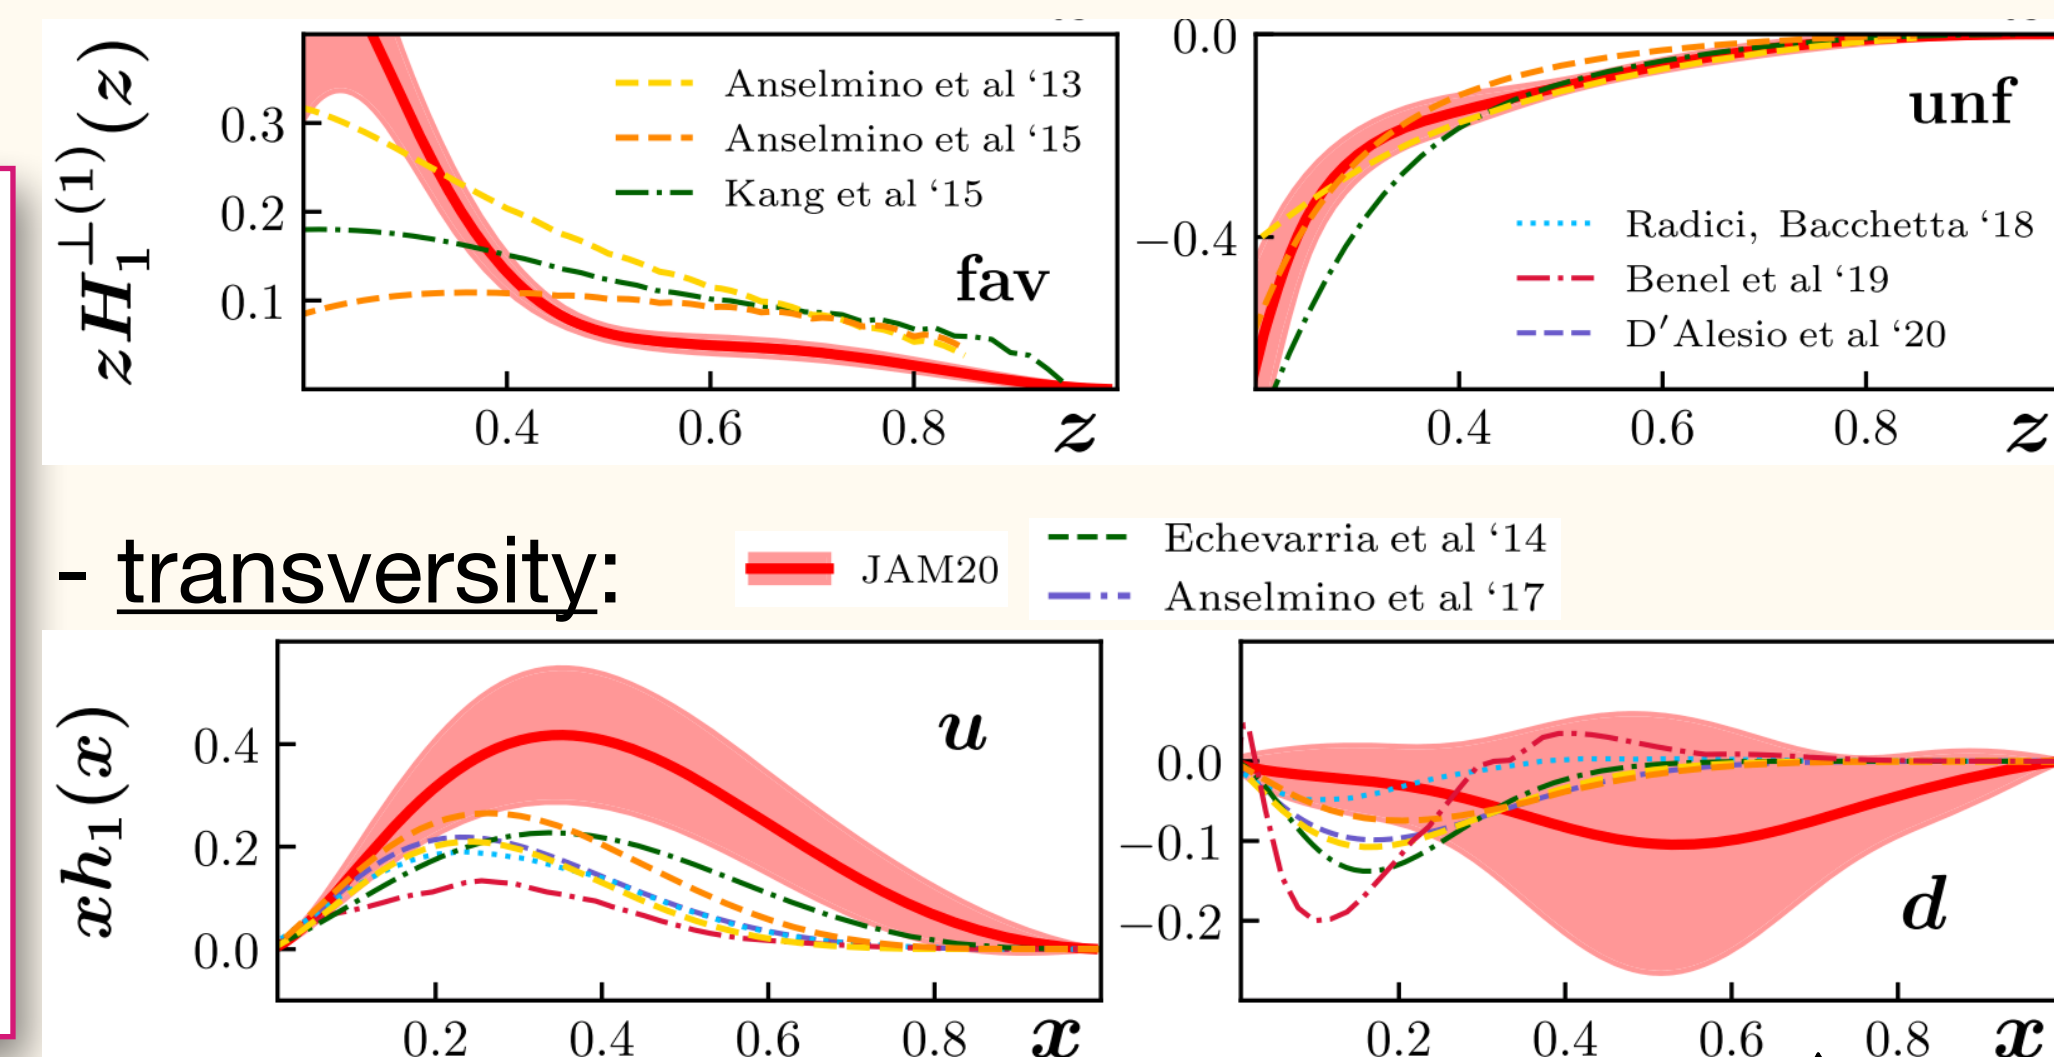 zH₁^⊥(1)(z)
0.3
0.2
0.1
Anselmino et al ‘13
Anselmino et al ‘15
Kang et al ‘15
fav
0.4 0.6 0.8 z
0.0
−0.4
unf
Radici, Bacchetta ‘18
Benel et al ‘19
D′Alesio et al ‘20
0.4 0.6 0.8 z
- transversity:
JAM20
Echevarria et al ‘14
Anselmino et al ‘17
xh₁(x)
0.4
0.2
0.0
u
0.2 0.4 0.6 0.8 x
0.0
−0.1
−0.2
d
0.2 0.4 0.6 0.8 x